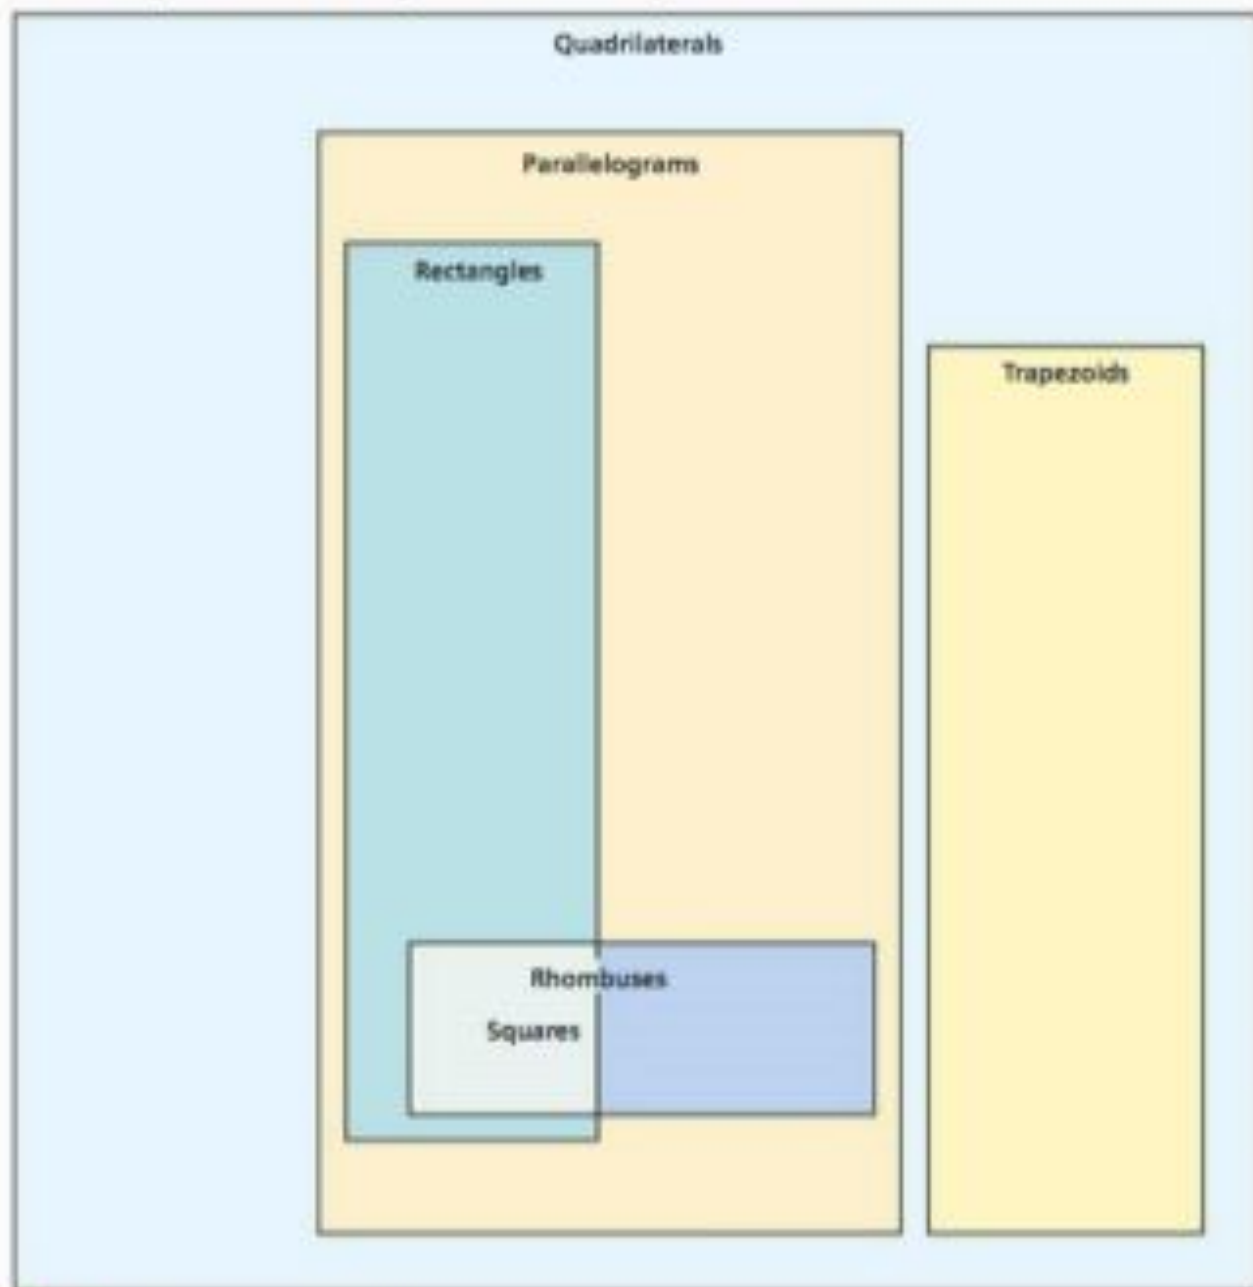 Quadrilaterals
Parallelograms
Rectangles
Trapezoids
Rhombuses
Squares